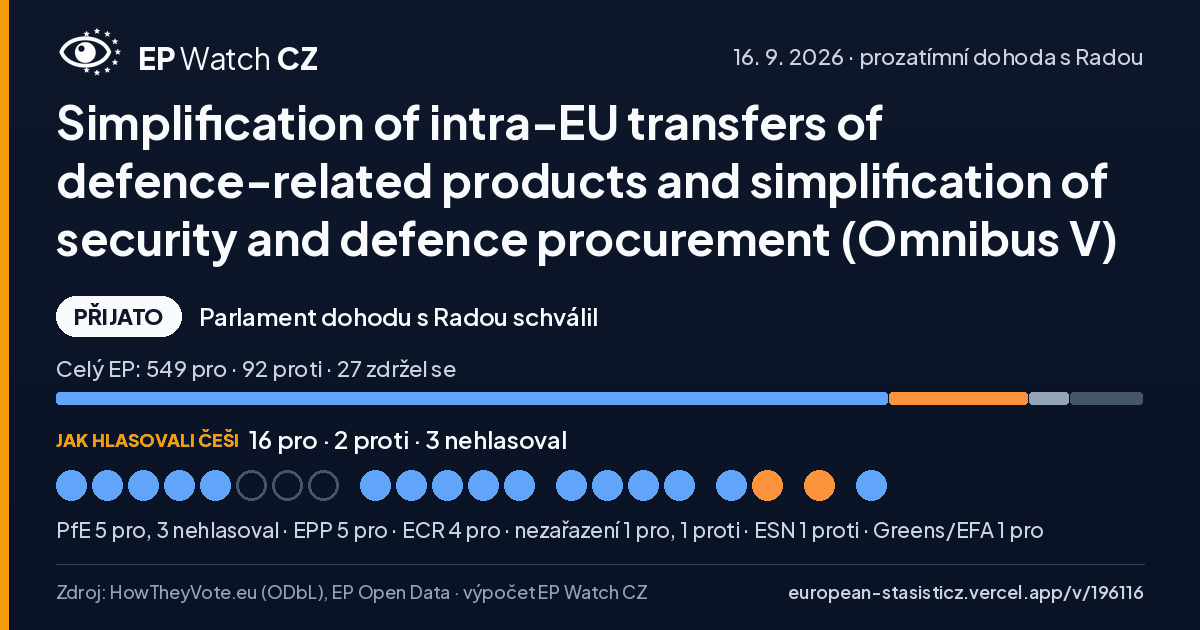 EP Watch CZ
16. 9. 2026 · prozatímní dohoda s Radou
Simplification of intra-EU transfers of
defence-related products and simplification of
security and defence procurement (Omnibus V)
PŘIJATO Parlament dohodu s Radou schválil
Celý EP: 549 pro · 92 proti · 27 zdržel se
JAK HLASOVALI ČEŠI 16 pro · 2 proti · 3 nehlasoval
PfE 5 pro, 3 nehlasoval · EPP 5 pro · ECR 4 pro · nezařazení 1 pro, 1 proti · ESN 1 proti · Greens/EFA 1 pro
Zdroj: HowTheyVote.eu (ODbL), EP Open Data · výpočet EP Watch CZ
european-stasisticz.vercel.app/v/196116